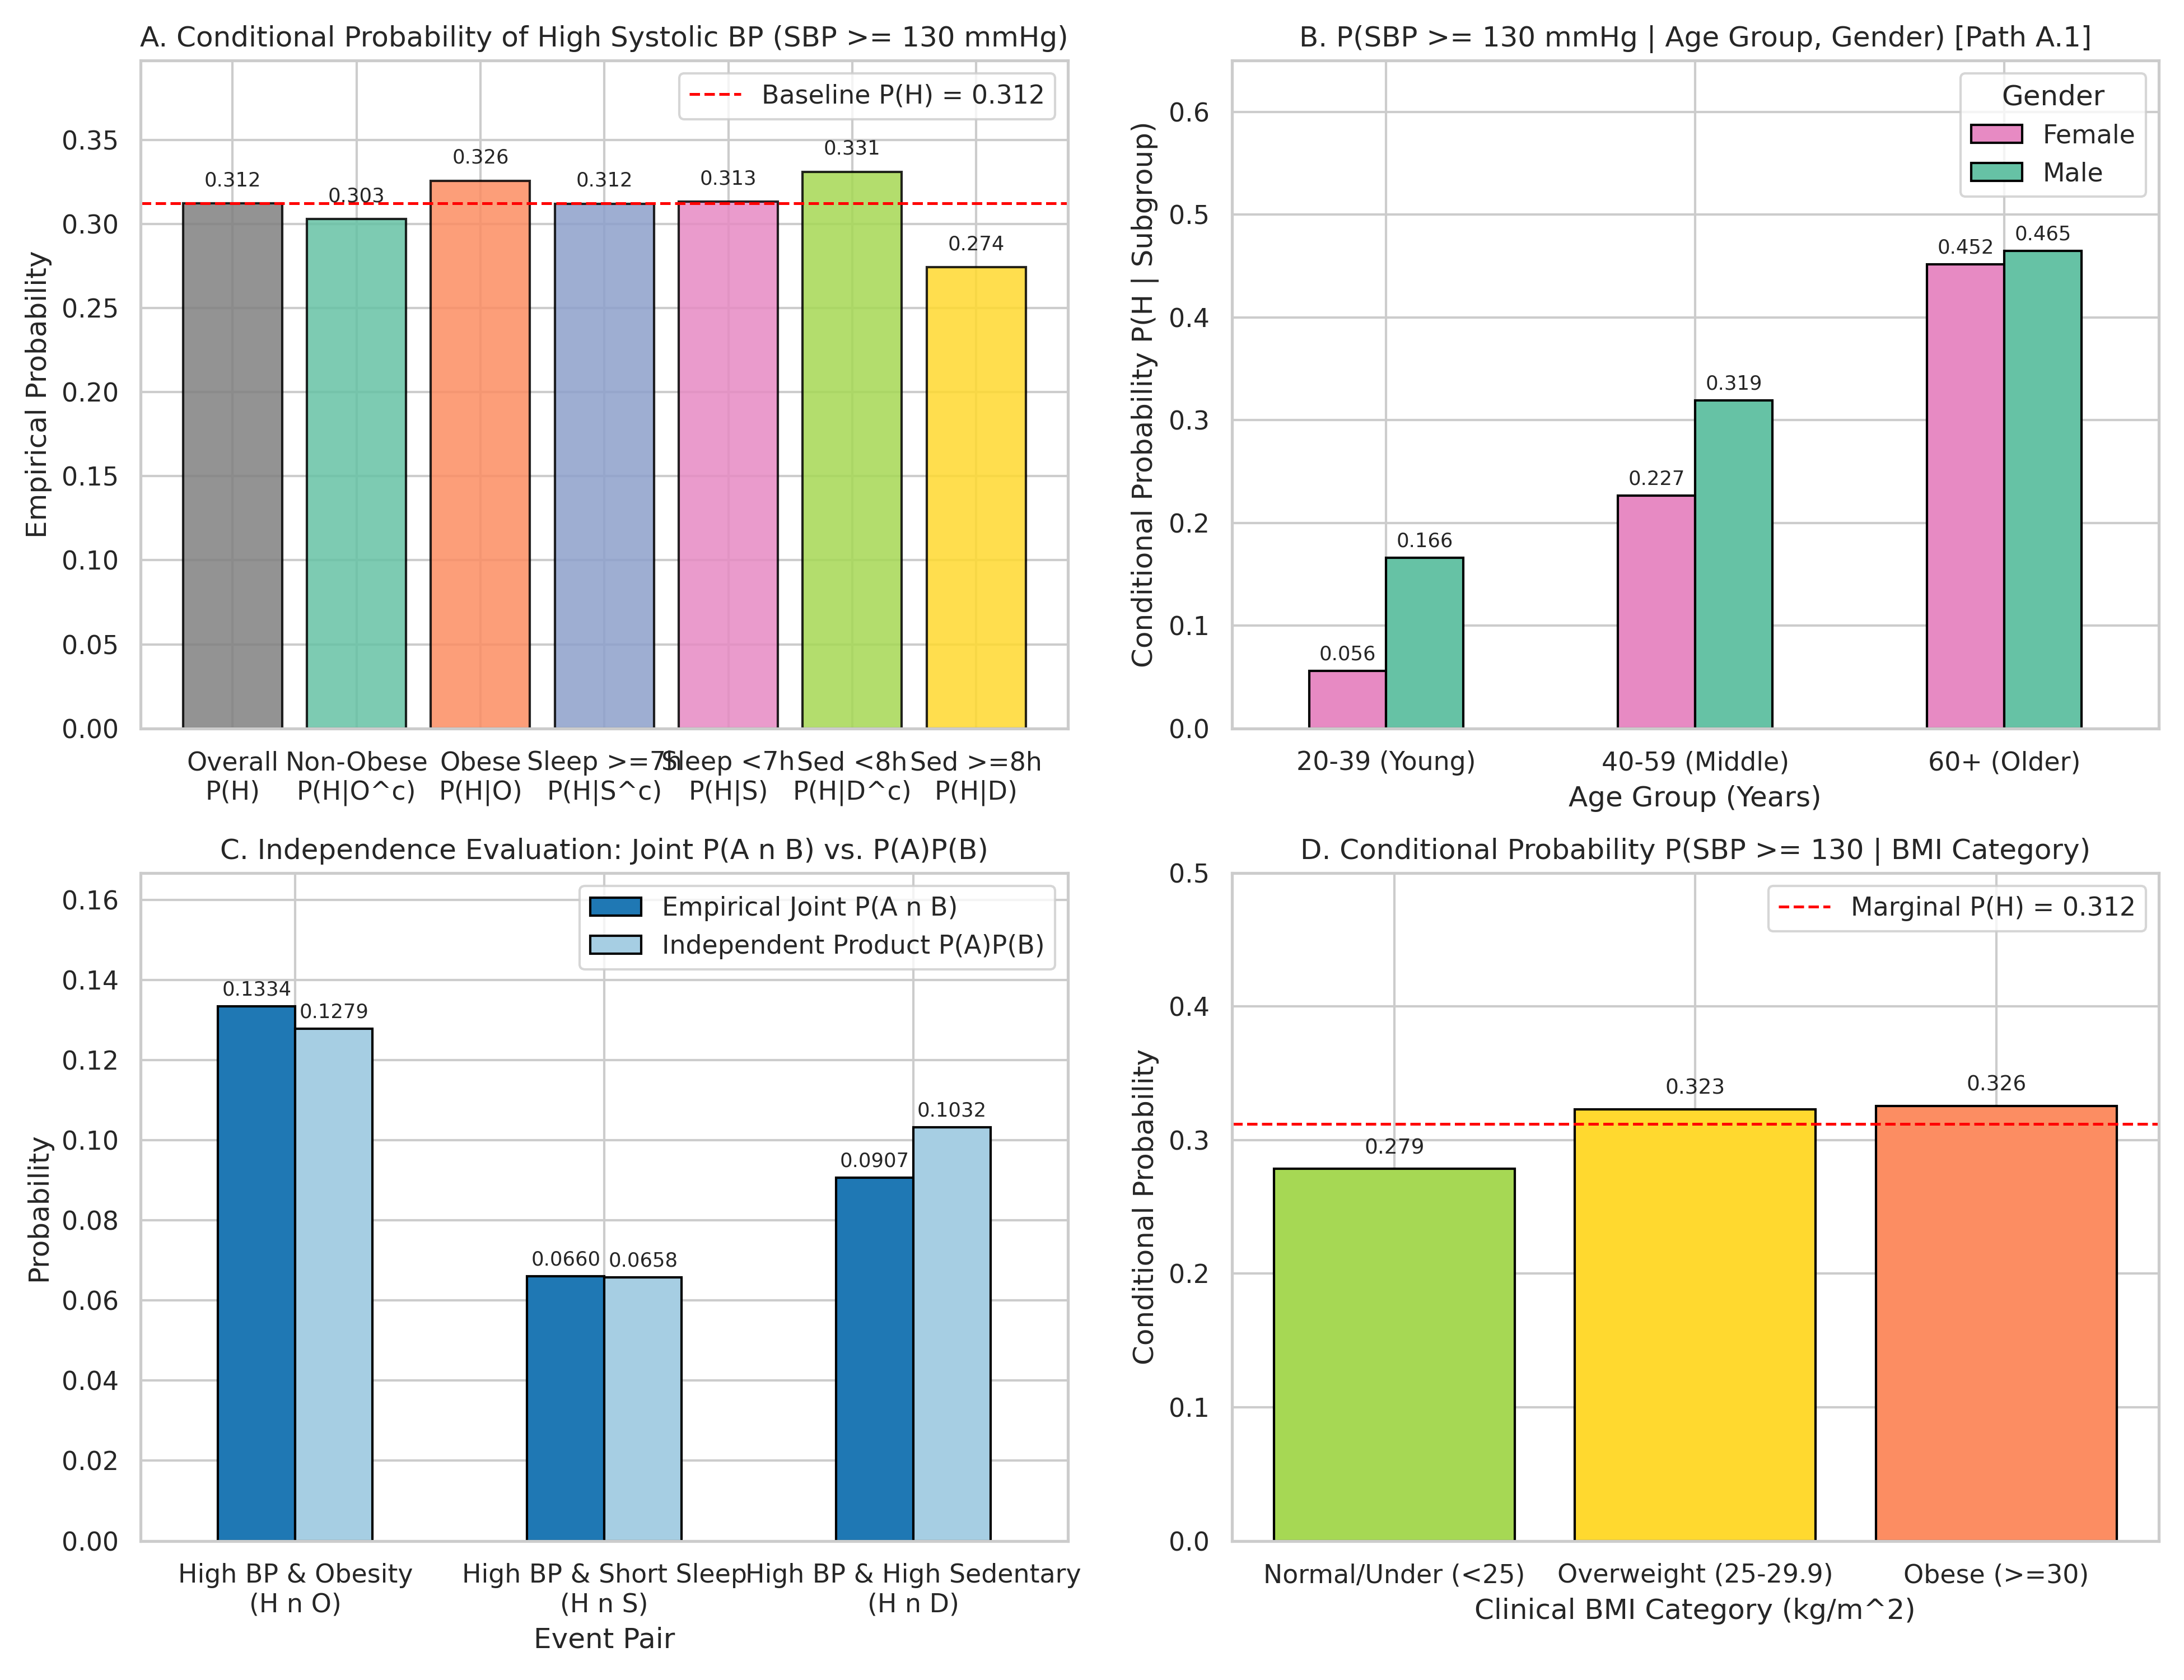 A. Conditional Probability of High Systolic BP (SBP >= 130 mmHg)
Baseline P(H) = 0.312
Empirical Probability
0.35
0.30
0.25
0.20
0.15
0.10
0.05
0.00
0.312
0.303
0.326
0.312
0.313
0.331
0.274
Overall
P(H)
Non-Obese
P(H|O^c)
Obese
P(H|O)
Sleep >=7h
P(H|S^c)
Sleep <7h
P(H|S)
Sed <8h
P(H|D^c)
Sed >=8h
P(H|D)
B. P(SBP >= 130 mmHg | Age Group, Gender) [Path A.1]
Gender
Female
Male
Conditional Probability P(H | Subgroup)
0.6
0.5
0.4
0.3
0.2
0.1
0.0
0.056
0.166
0.227
0.319
0.452
0.465
20-39 (Young)
40-59 (Middle)
60+ (Older)
Age Group (Years)
C. Independence Evaluation: Joint P(A n B) vs. P(A)P(B)
Empirical Joint P(A n B)
Independent Product P(A)P(B)
Probability
0.16
0.14
0.12
0.10
0.08
0.06
0.04
0.02
0.00
0.1334
0.1279
0.0660
0.0658
0.0907
0.1032
High BP & Obesity
(H n O)
High BP & Short Sleep
(H n S)
High BP & High Sedentary
(H n D)
Event Pair
D. Conditional Probability P(SBP >= 130 | BMI Category)
Marginal P(H) = 0.312
Conditional Probability
0.5
0.4
0.3
0.2
0.1
0.0
0.279
0.323
0.326
Normal/Under (<25)
Overweight (25-29.9)
Obese (>=30)
Clinical BMI Category (kg/m^2)